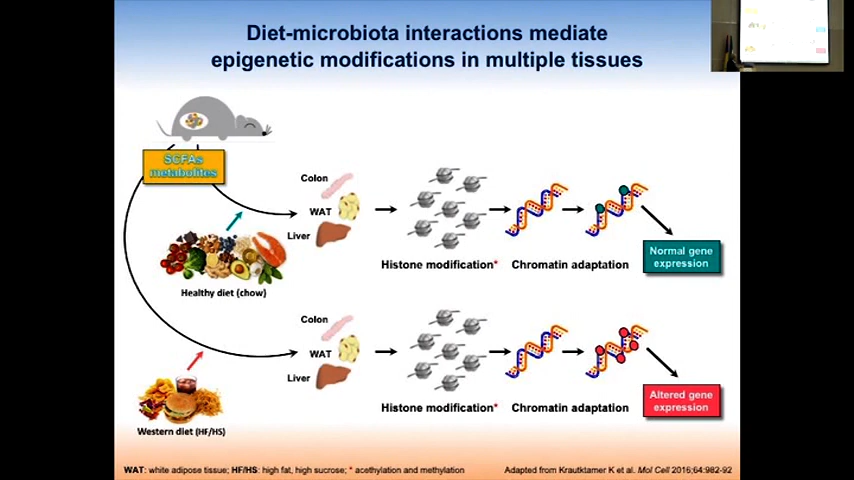 Diet-microbiota interactions mediate
epigenetic modifications in multiple tissues
SCFAs
metabolites
Colon
WAT
Liver
Histone modification*
Chromatin adaptation
Normal gene
expression
Healthy diet (chow)
Colon
WAT
Liver
Histone modification*
Chromatin adaptation
Altered gene
expression
Western diet (HF/HS)
WAT: white adipose tissue; HF/HS: high fat, high sucrose; * acethylation and methylation
Adapted from Krautktamer K et al. Mol Cell 2016;64:982-92